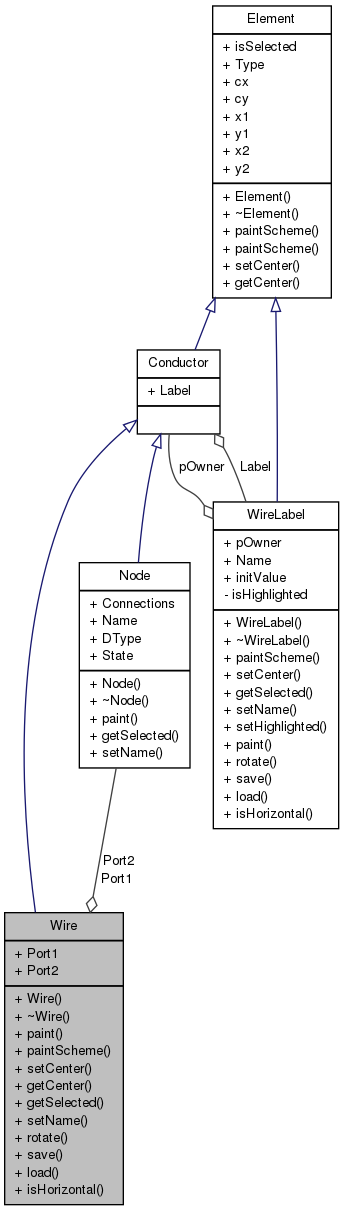 Element
+ isSelected
+ Type
+ cx
+ cy
+ x1
+ y1
+ x2
+ y2
+ Element()
+ ~Element()
+ paintScheme()
+ paintScheme()
+ setCenter()
+ getCenter()
Conductor
+ Label
pOwner
Label
WireLabel
+ pOwner
+ Name
+ initValue
- isHighlighted
+ WireLabel()
+ ~WireLabel()
+ paintScheme()
+ setCenter()
+ getSelected()
+ setName()
+ setHighlighted()
+ paint()
+ rotate()
+ save()
+ load()
+ isHorizontal()
Node
+ Connections
+ Name
+ DType
+ State
+ Node()
+ ~Node()
+ paint()
+ getSelected()
+ setName()
Port2
Port1
Wire
+ Port1
+ Port2
+ Wire()
+ ~Wire()
+ paint()
+ paintScheme()
+ setCenter()
+ getCenter()
+ getSelected()
+ setName()
+ rotate()
+ save()
+ load()
+ isHorizontal()